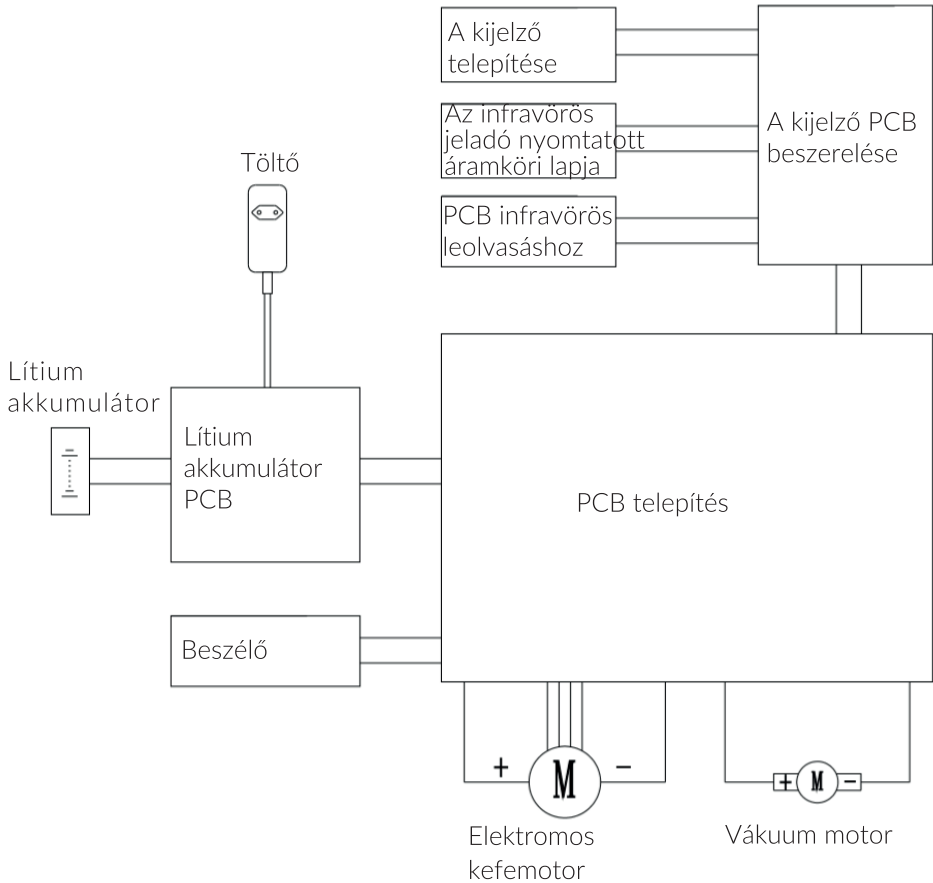 A kijelző
telepítése
Az infravörös
jeladó nyomtatott
áramköri lapja
A kijelző PCB
beszerelése
PCB infravörös
leolvasáshoz
Töltő
Lítium
akkumulátor
Lítium
akkumulátor
PCB
PCB telepítés
Beszélő
+ M −
+ M −
Elektromos
kefemotor
Vákuum motor